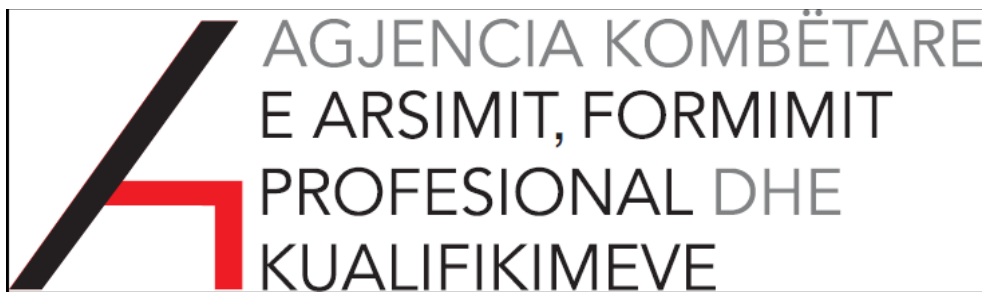 AGJENCIA KOMBËTARE
E ARSIMIT, FORMIMIT
PROFESIONAL DHE
KUALIFIKIMEVE